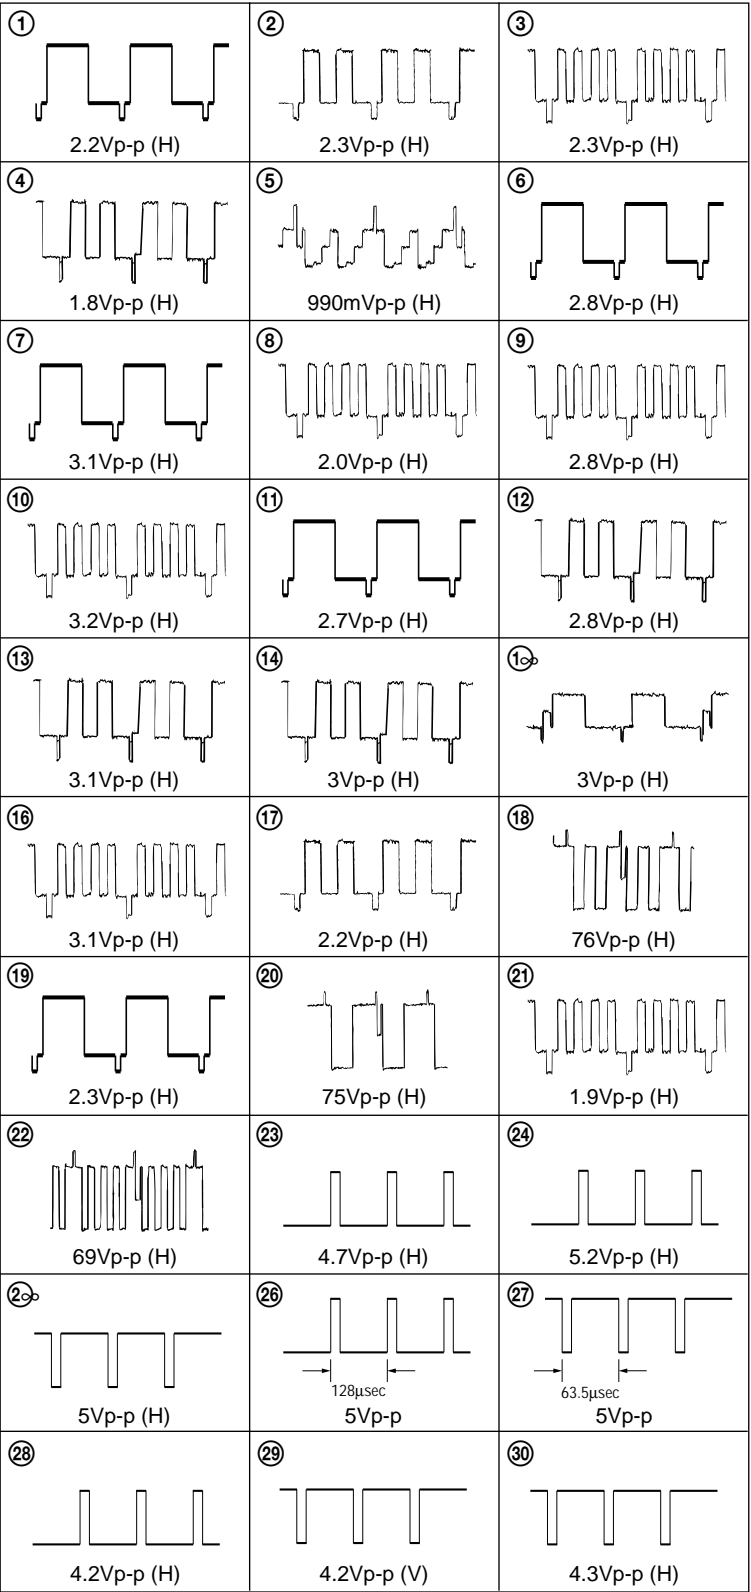 ① ② ③
2.2Vp-p (H) 2.3Vp-p (H) 2.3Vp-p (H)
④ ⑤ ⑥
1.8Vp-p (H) 990mVp-p (H) 2.8Vp-p (H)
⑦ ⑧ ⑨
3.1Vp-p (H) 2.0Vp-p (H) 2.8Vp-p (H)
⑩ ⑪ ⑫
3.2Vp-p (H) 2.7Vp-p (H) 2.8Vp-p (H)
⑬ ⑭ 1∞
3.1Vp-p (H) 3Vp-p (H) 3Vp-p (H)
⑯ ⑰ ⑱
3.1Vp-p (H) 2.2Vp-p (H) 76Vp-p (H)
⑲ ⑳ ㉑
2.3Vp-p (H) 75Vp-p (H) 1.9Vp-p (H)
㉒ ㉓ ㉔
69Vp-p (H) 4.7Vp-p (H) 5.2Vp-p (H)
2∞ ㉖ ㉗
128µsec 63.5µsec
5Vp-p (H) 5Vp-p 5Vp-p
㉘ ㉙ ㉚
4.2Vp-p (H) 4.2Vp-p (V) 4.3Vp-p (H)